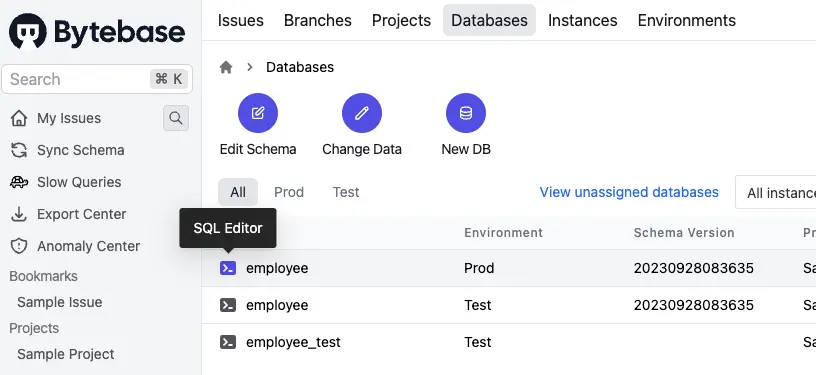 Bytebase
Issues Branches Projects Databases Instances Environments
Search ⌘ K
Databases
My Issues
Sync Schema
Slow Queries
Export Center
Anomaly Center
Bookmarks
Sample Issue
Projects
Sample Project
Edit Schema Change Data New DB
All Prod Test View unassigned databases All instanc
SQL Editor
Environment Schema Version Pr
employee Prod 20230928083635 Sa
employee Test 20230928083635 Sa
employee_test Test Sa